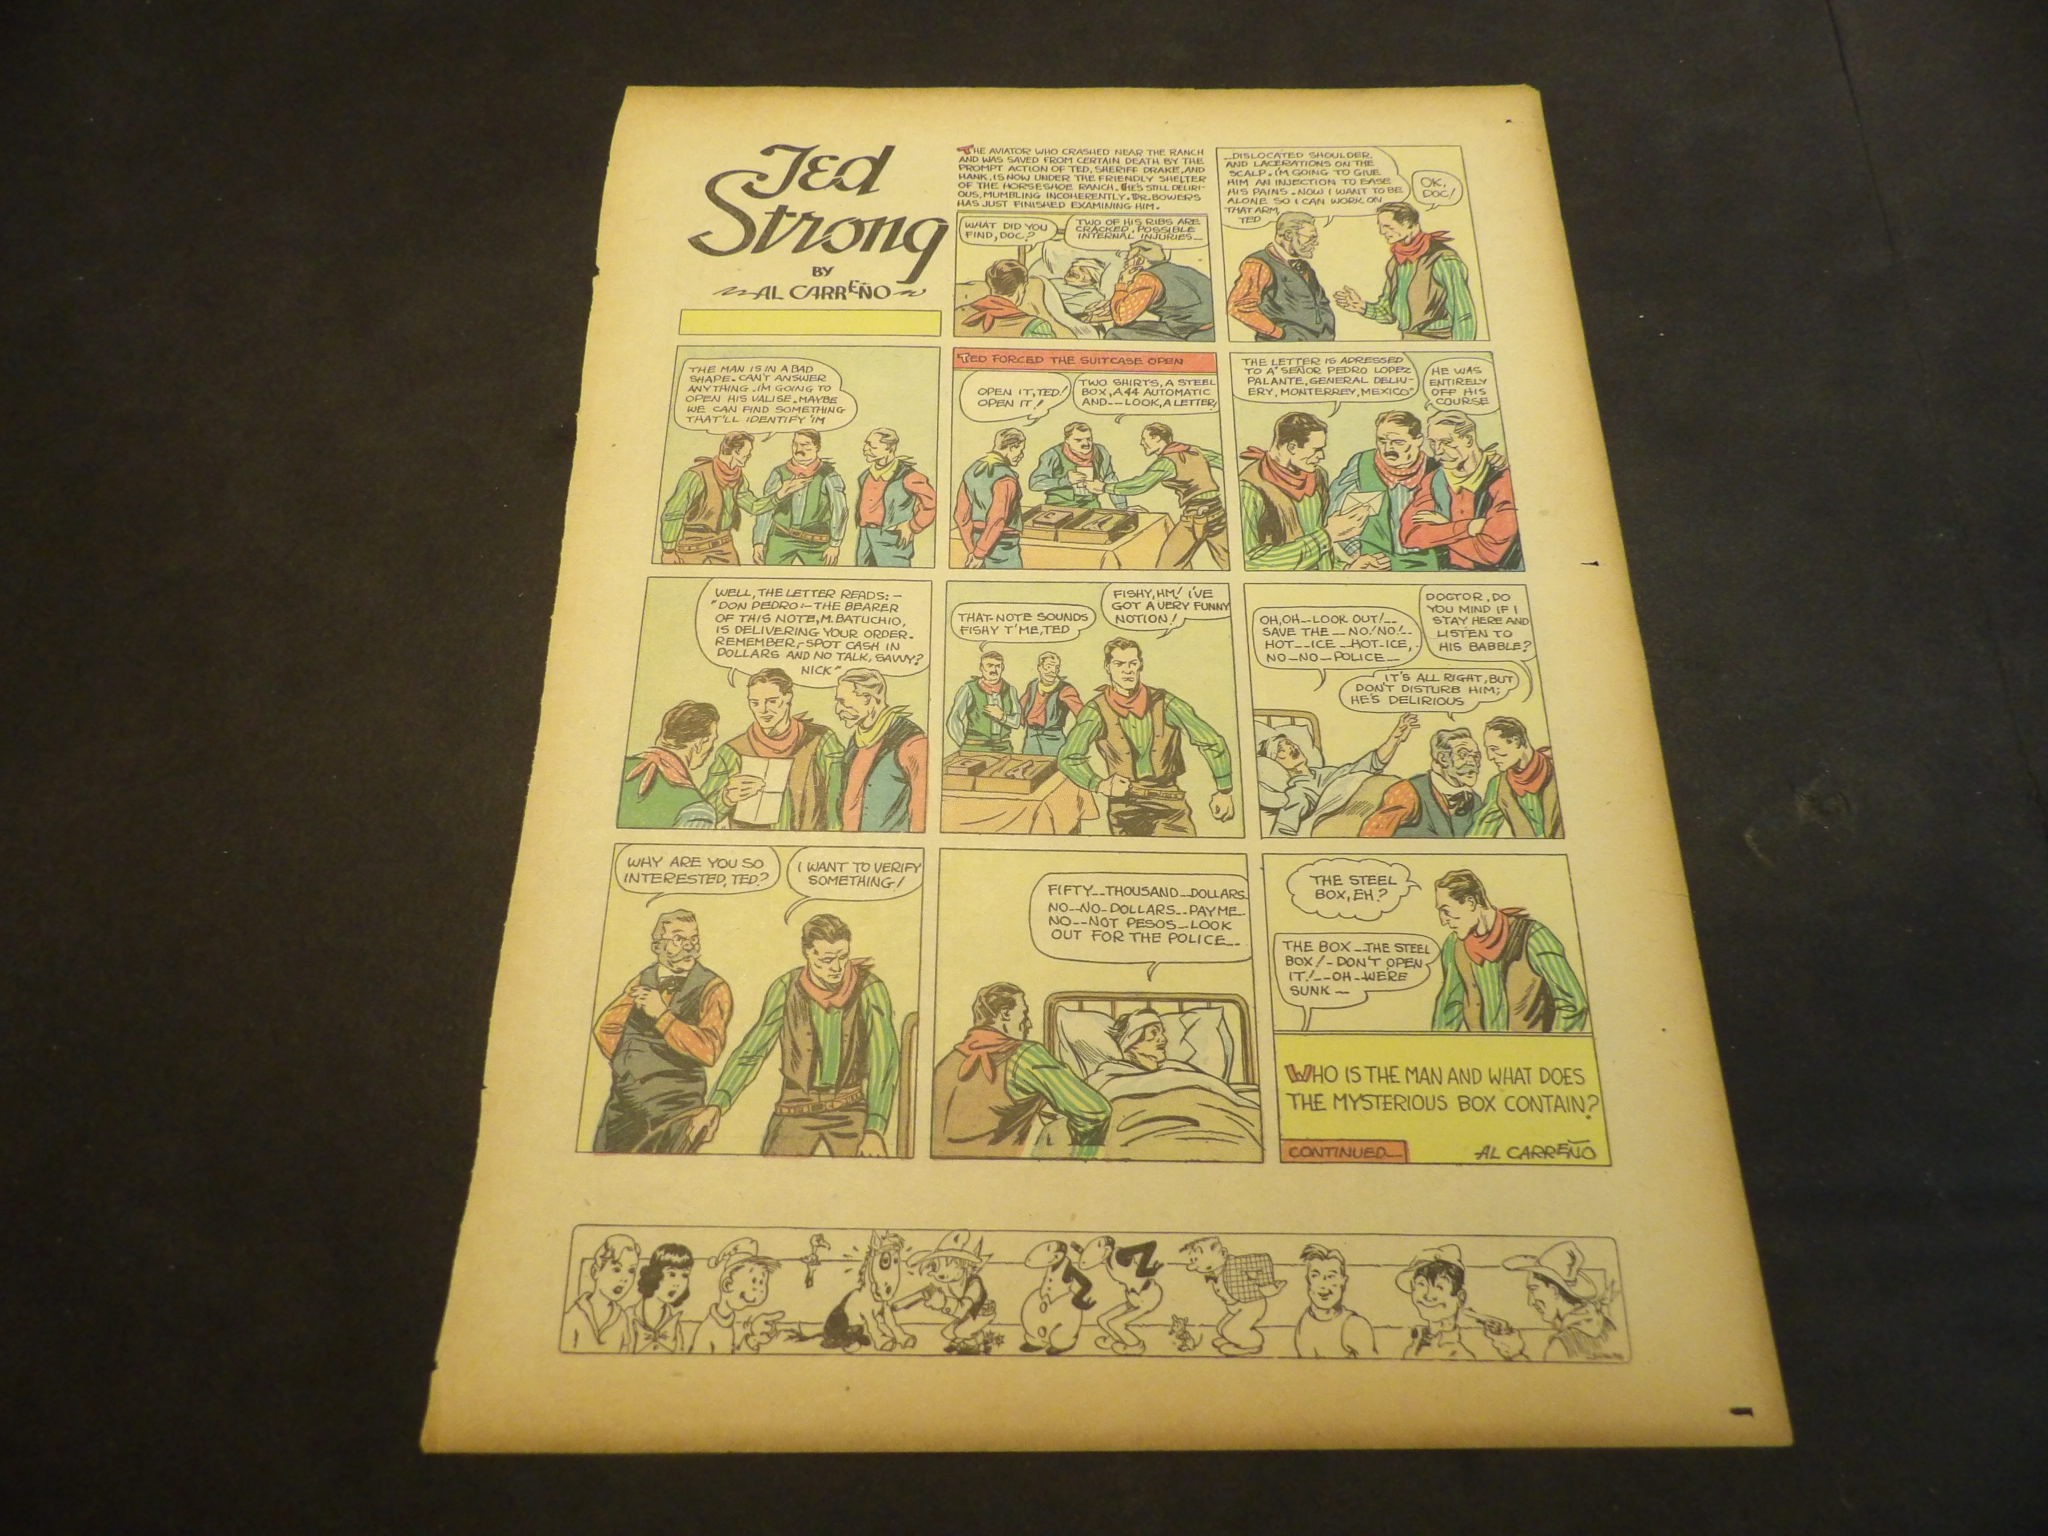 Ted
Strong
BY
AL CARREÑO
THE AVIATOR WHO CRASHED NEAR THE RANCH
AND WAS SAVED FROM CERTAIN DEATH BY THE
PROMPT ACTION OF TED, SHERIFF DRAKE, AND
HANK, IS NOW UNDER THE FRIENDLY SHELTER
OF THE HORSESHOE RANCH. HE'S STILL DELIRI-
OUS, MUMBLING INCOHERENTLY. DR. BOWERS
HAS JUST FINISHED EXAMINING HIM.
WHAT DID YOU
FIND, DOC?
TWO OF HIS RIBS ARE
CRACKED, POSSIBLE
INTERNAL INJURIES--
--DISLOCATED SHOULDER,
AND LACERATIONS ON THE
SCALP. I'M GOING TO GIVE
HIM AN INJECTION TO EASE
HIS PAINS. NOW I WANT TO BE
ALONE SO I CAN WORK ON
THAT ARM,
TED
OK,
DOC!
THE MAN IS IN A BAD
SHAPE. CAN'T ANSWER
ANYTHING. I'M GOING TO
OPEN HIS VALISE. MAYBE
WE CAN FIND SOMETHING
THAT'LL IDENTIFY 'IM
TED FORCED THE SUITCASE OPEN
OPEN IT, TED!
OPEN IT!
TWO SHIRTS, A STEEL
BOX, A 44 AUTOMATIC
AND---LOOK, A LETTER!
THE LETTER IS ADRESSED
TO A "SEÑOR PEDRO LOPEZ
PALANTE, GENERAL DELIV-
ERY, MONTERREY, MEXICO"
HE WAS
ENTIRELY
OFF HIS
COURSE
WELL, THE LETTER READS:-
"DON PEDRO:-THE BEARER
OF THIS NOTE, M. BATUCHIO,
IS DELIVERING YOUR ORDER.
REMEMBER,-SPOT CASH IN
DOLLARS AND NO TALK, SAVVY?
NICK"
THAT NOTE SOUNDS
FISHY T'ME, TED
FISHY, HM! I'VE
GOT A VERY FUNNY
NOTION!
OH, OH--LOOK OUT!--
SAVE THE -- NO! NO!--
HOT--ICE--HOT-ICE,-
NO--NO--POLICE--
DOCTOR, DO
YOU MIND IF I
STAY HERE AND
LISTEN TO
HIS BABBLE?
IT'S ALL RIGHT, BUT
DON'T DISTURB HIM;
HE'S DELIRIOUS
WHY ARE YOU SO
INTERESTED, TED?
I WANT TO VERIFY
SOMETHING!
FIFTY--THOUSAND--DOLLARS
NO--NO-DOLLARS--PAY ME--
NO--NOT PESOS--LOOK
OUT FOR THE POLICE--
THE STEEL
BOX, EH?
THE BOX--THE STEEL
BOX!-DON'T OPEN
IT!--OH--WERE
SUNK--
WHO IS THE MAN AND WHAT DOES
THE MYSTERIOUS BOX CONTAIN?
CONTINUED--
AL CARREÑO